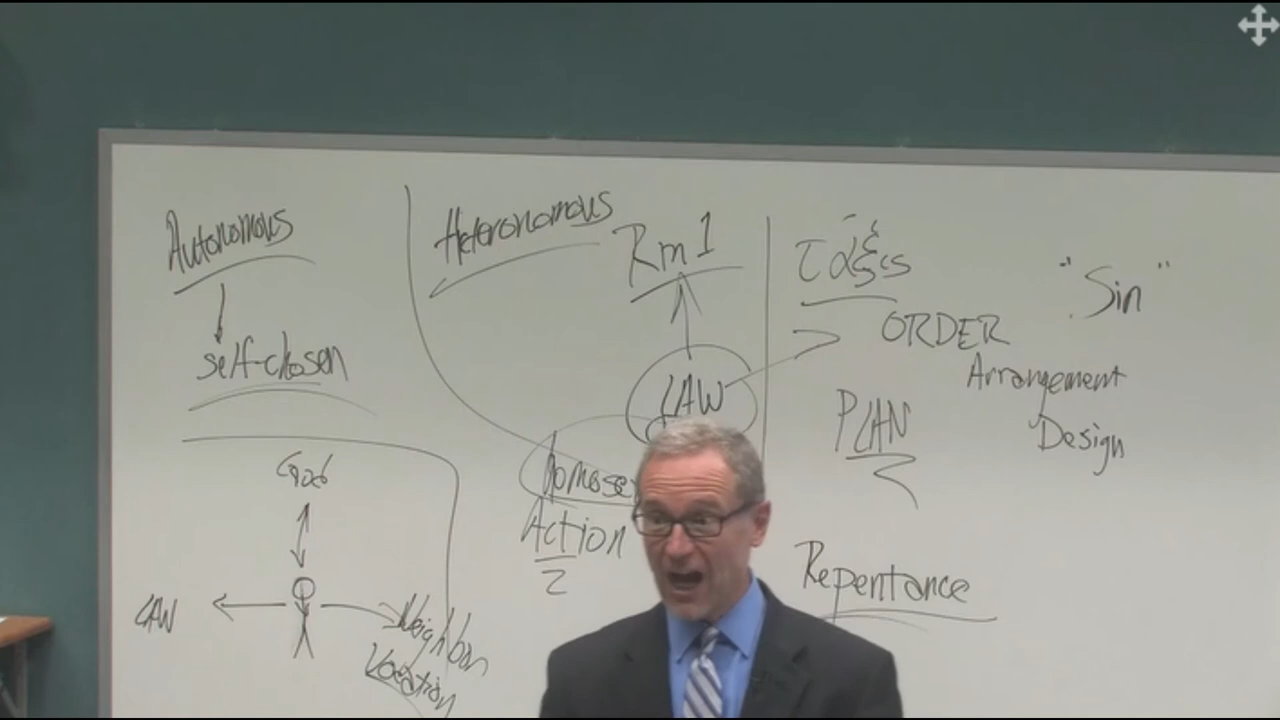 Autonomous
self-chosen
God
LAW
Neighbor
Vocation
Heteronomous
Rm 1
LAW
homose
Action
τάξις
ORDER
Arrangement
Design
PLAN
"Sin"
Repentance